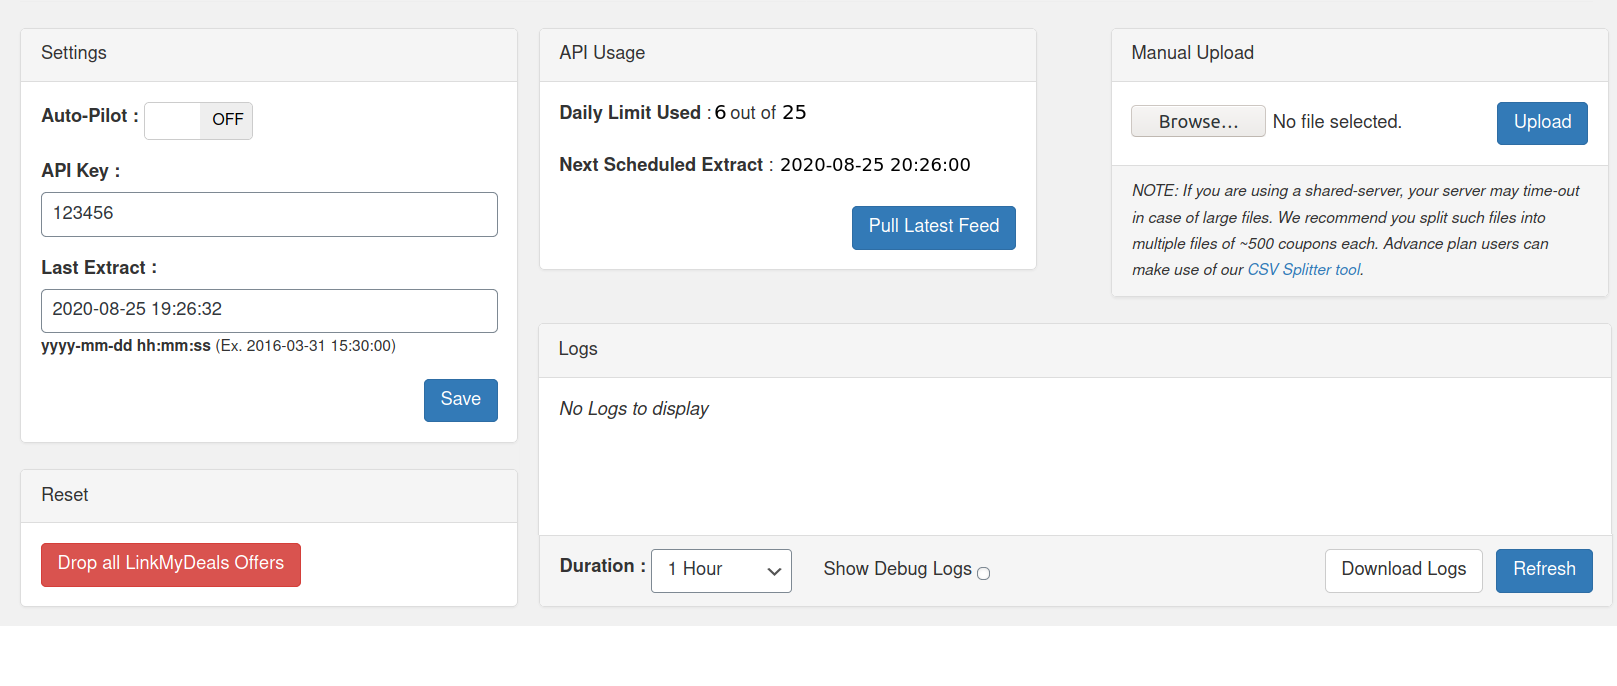 Settings
Auto-Pilot :
OFF
API Key :
123456
Last Extract :
2020-08-25 19:26:32
yyyy-mm-dd hh:mm:ss (Ex. 2016-03-31 15:30:00)
Save
Reset
Drop all LinkMyDeals Offers
API Usage
Daily Limit Used : 6 out of 25
Next Scheduled Extract : 2020-08-25 20:26:00
Pull Latest Feed
Manual Upload
Browse... No file selected.
Upload
NOTE: If you are using a shared-server, your server may time-out
in case of large files. We recommend you split such files into
multiple files of ~500 coupons each. Advance plan users can
make use of our CSV Splitter tool.
Logs
No Logs to display
Duration : 1 Hour
Show Debug Logs
Download Logs
Refresh